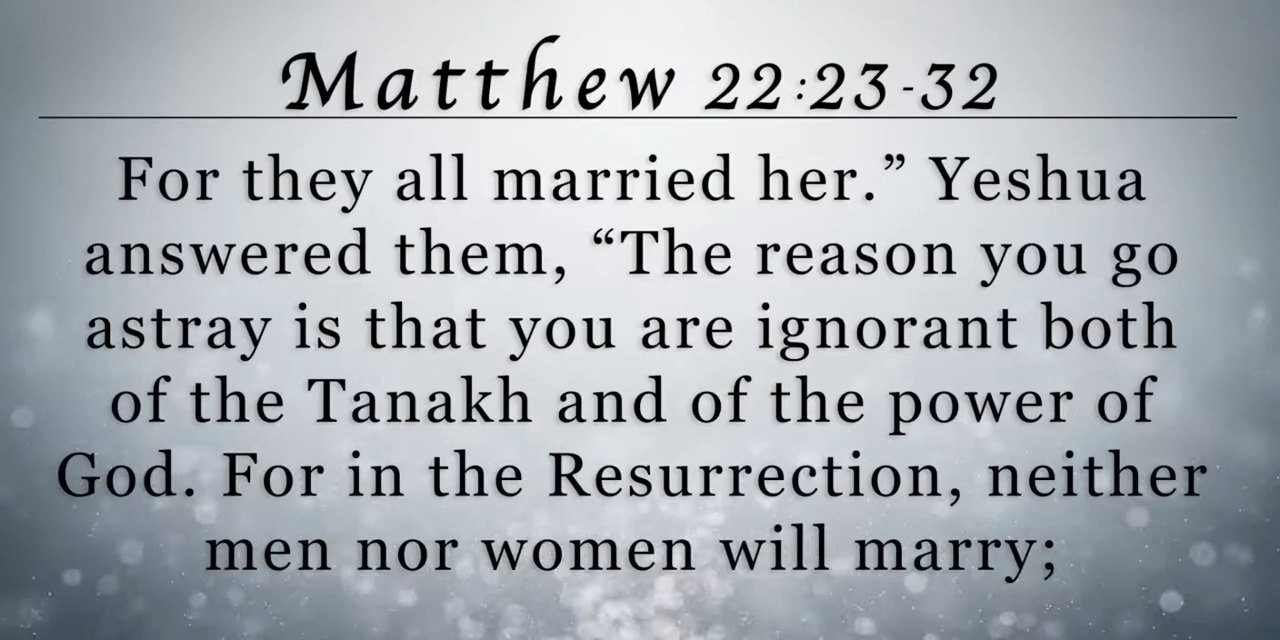 Matthew 22:23-32
For they all married her.” Yeshua
answered them, “The reason you go
astray is that you are ignorant both
of the Tanakh and of the power of
God. For in the Resurrection, neither
men nor women will marry;